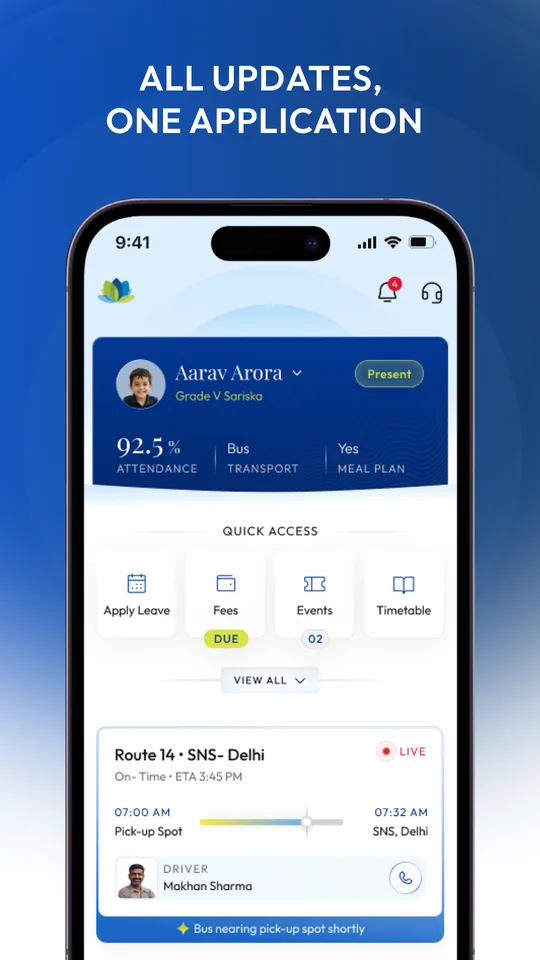 ALL UPDATES,
ONE APPLICATION
9:41
4
Aarav Arora
Present
Grade V Sariska
92.5 %
Bus
Yes
ATTENDANCE
TRANSPORT
MEAL PLAN
QUICK ACCESS
Apply Leave
Fees
Events
Timetable
DUE
02
VIEW ALL
Route 14 • SNS- Delhi
LIVE
On- Time • ETA 3:45 PM
07:00 AM
07:32 AM
Pick-up Spot
SNS, Delhi
DRIVER
Makhan Sharma
Bus nearing pick-up spot shortly